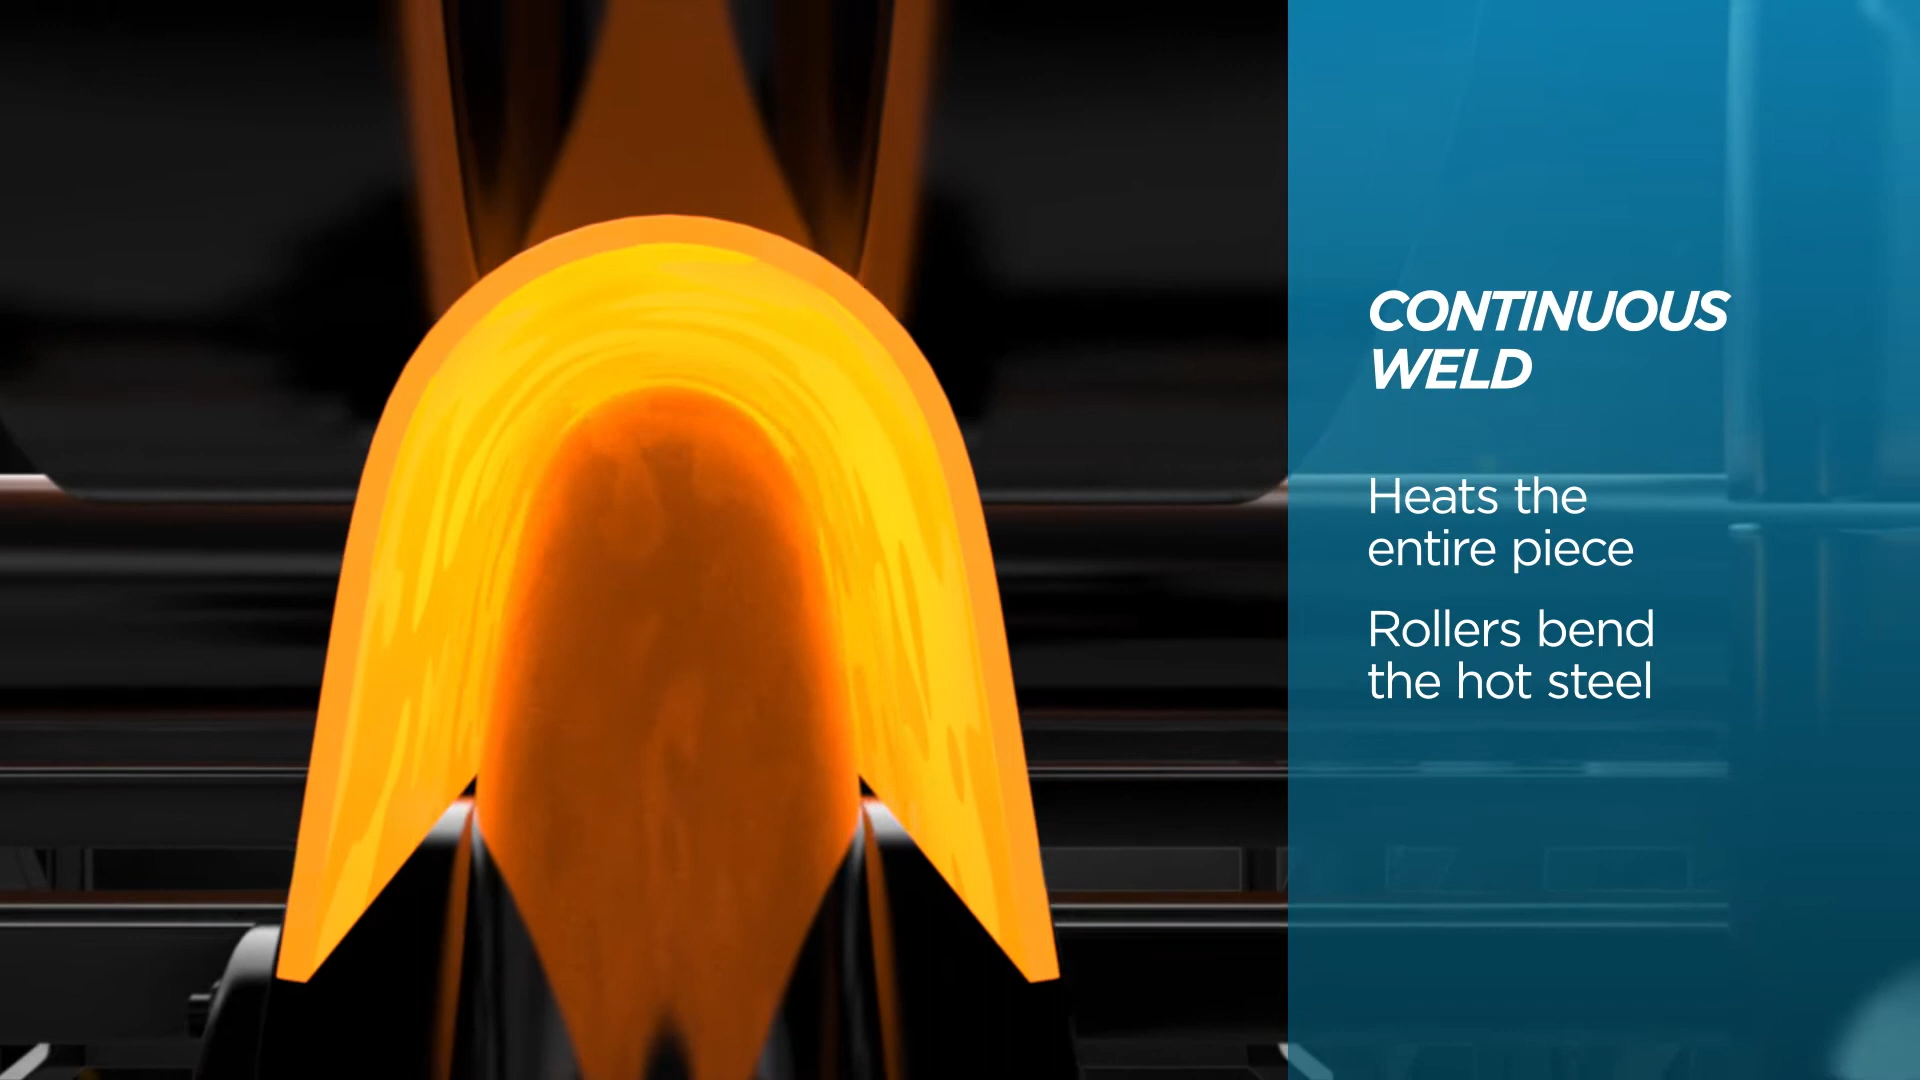 CONTINUOUS
WELD
Heats the
entire piece
Rollers bend
the hot steel